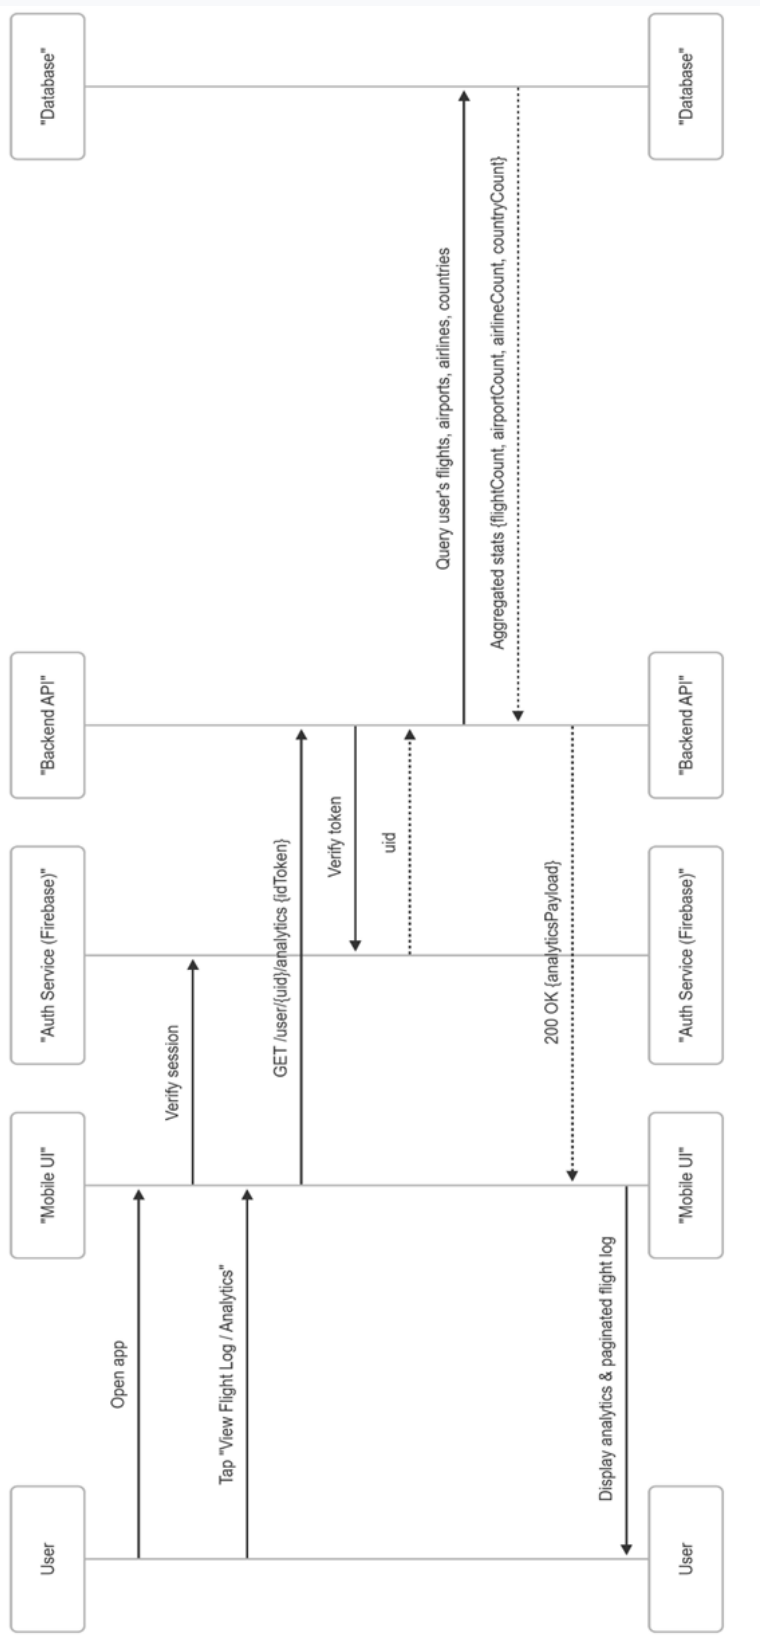 User
"Mobile UI"
"Auth Service (Firebase)"
"Backend API"
"Database"
Open app
Verify session
Tap "View Flight Log / Analytics"
GET /user/{uid}/analytics {idToken}
Verify token
uid
Query user's flights, airports, airlines, countries
Aggregated stats {flightCount, airportCount, airlineCount, countryCount}
200 OK {analyticsPayload}
Display analytics & paginated flight log
User
"Mobile UI"
"Auth Service (Firebase)"
"Backend API"
"Database"